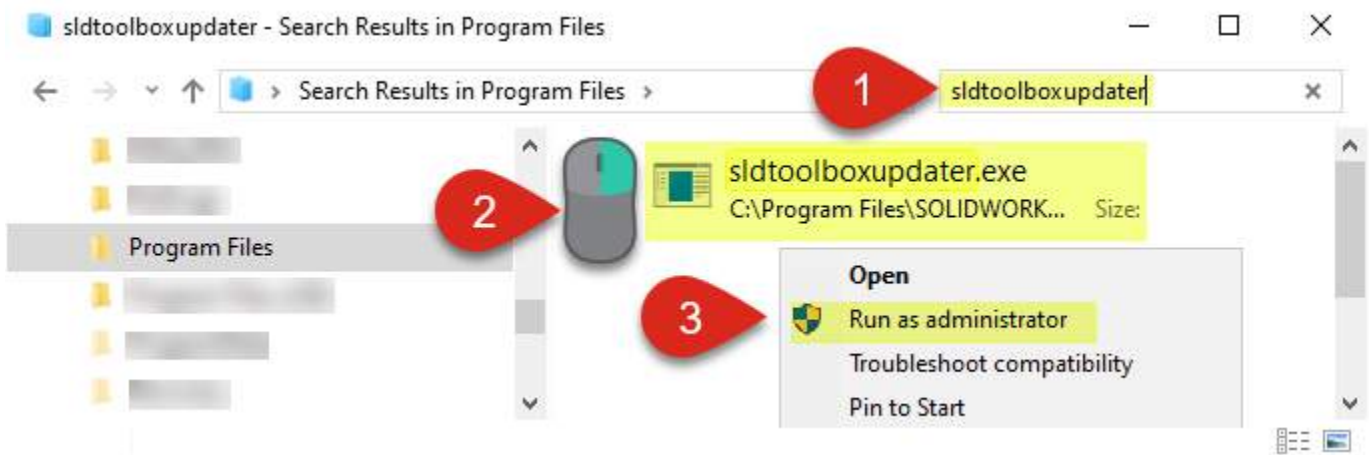 sldtoolboxupdater - Search Results in Program Files
Search Results in Program Files
1
sldtoolboxupdater
2
sldtoolboxupdater.exe
C:\Program Files\SOLIDWORK... Size:
Program Files
Open
3
Run as administrator
Troubleshoot compatibility
Pin to Start